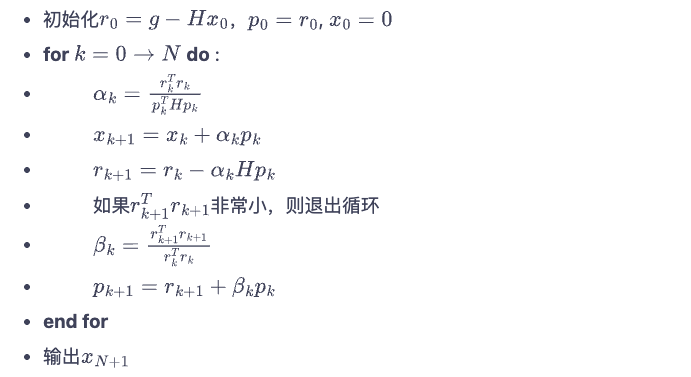 • 初始化$r_0 = g - Hx_0$，$p_0 = r_0$, $x_0 = 0$
• for $k = 0 \to N$ do :
• $\alpha_k = \frac{r_k^T r_k}{p_k^T H p_k}$
• $x_{k+1} = x_k + \alpha_k p_k$
• $r_{k+1} = r_k - \alpha_k H p_k$
• 如果$r_{k+1}^T r_{k+1}$非常小，则退出循环
• $\beta_k = \frac{r_{k+1}^T r_{k+1}}{r_k^T r_k}$
• $p_{k+1} = r_{k+1} + \beta_k p_k$
• end for
• 输出$x_{N+1}$